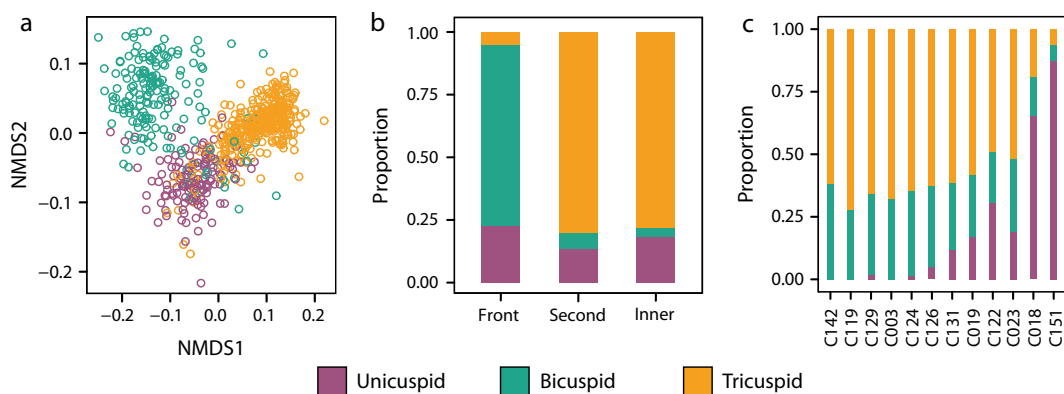 a
0.1
0.0
−0.1
−0.2
NMDS2
−0.2 −0.1 0.0 0.1 0.2
NMDS1
b
1.00
0.75
0.50
0.25
0.00
Proportion
Front Second Inner
c
1.00
0.75
0.50
0.25
0.00
Proportion
C142 C119 C129 C003 C124 C126 C131 C019 C122 C023 C018 C151
Unicuspid Bicuspid Tricuspid